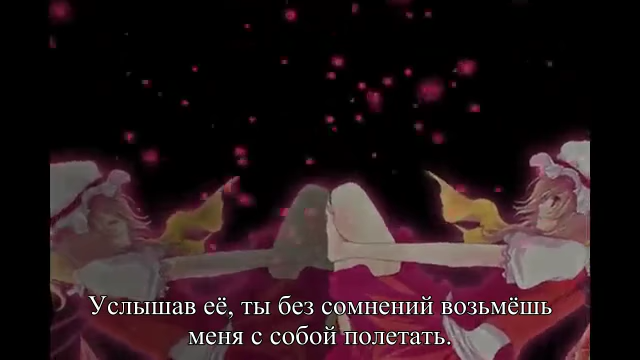 Услышав её, ты без сомнений возьмёшь
меня с собой полетать.